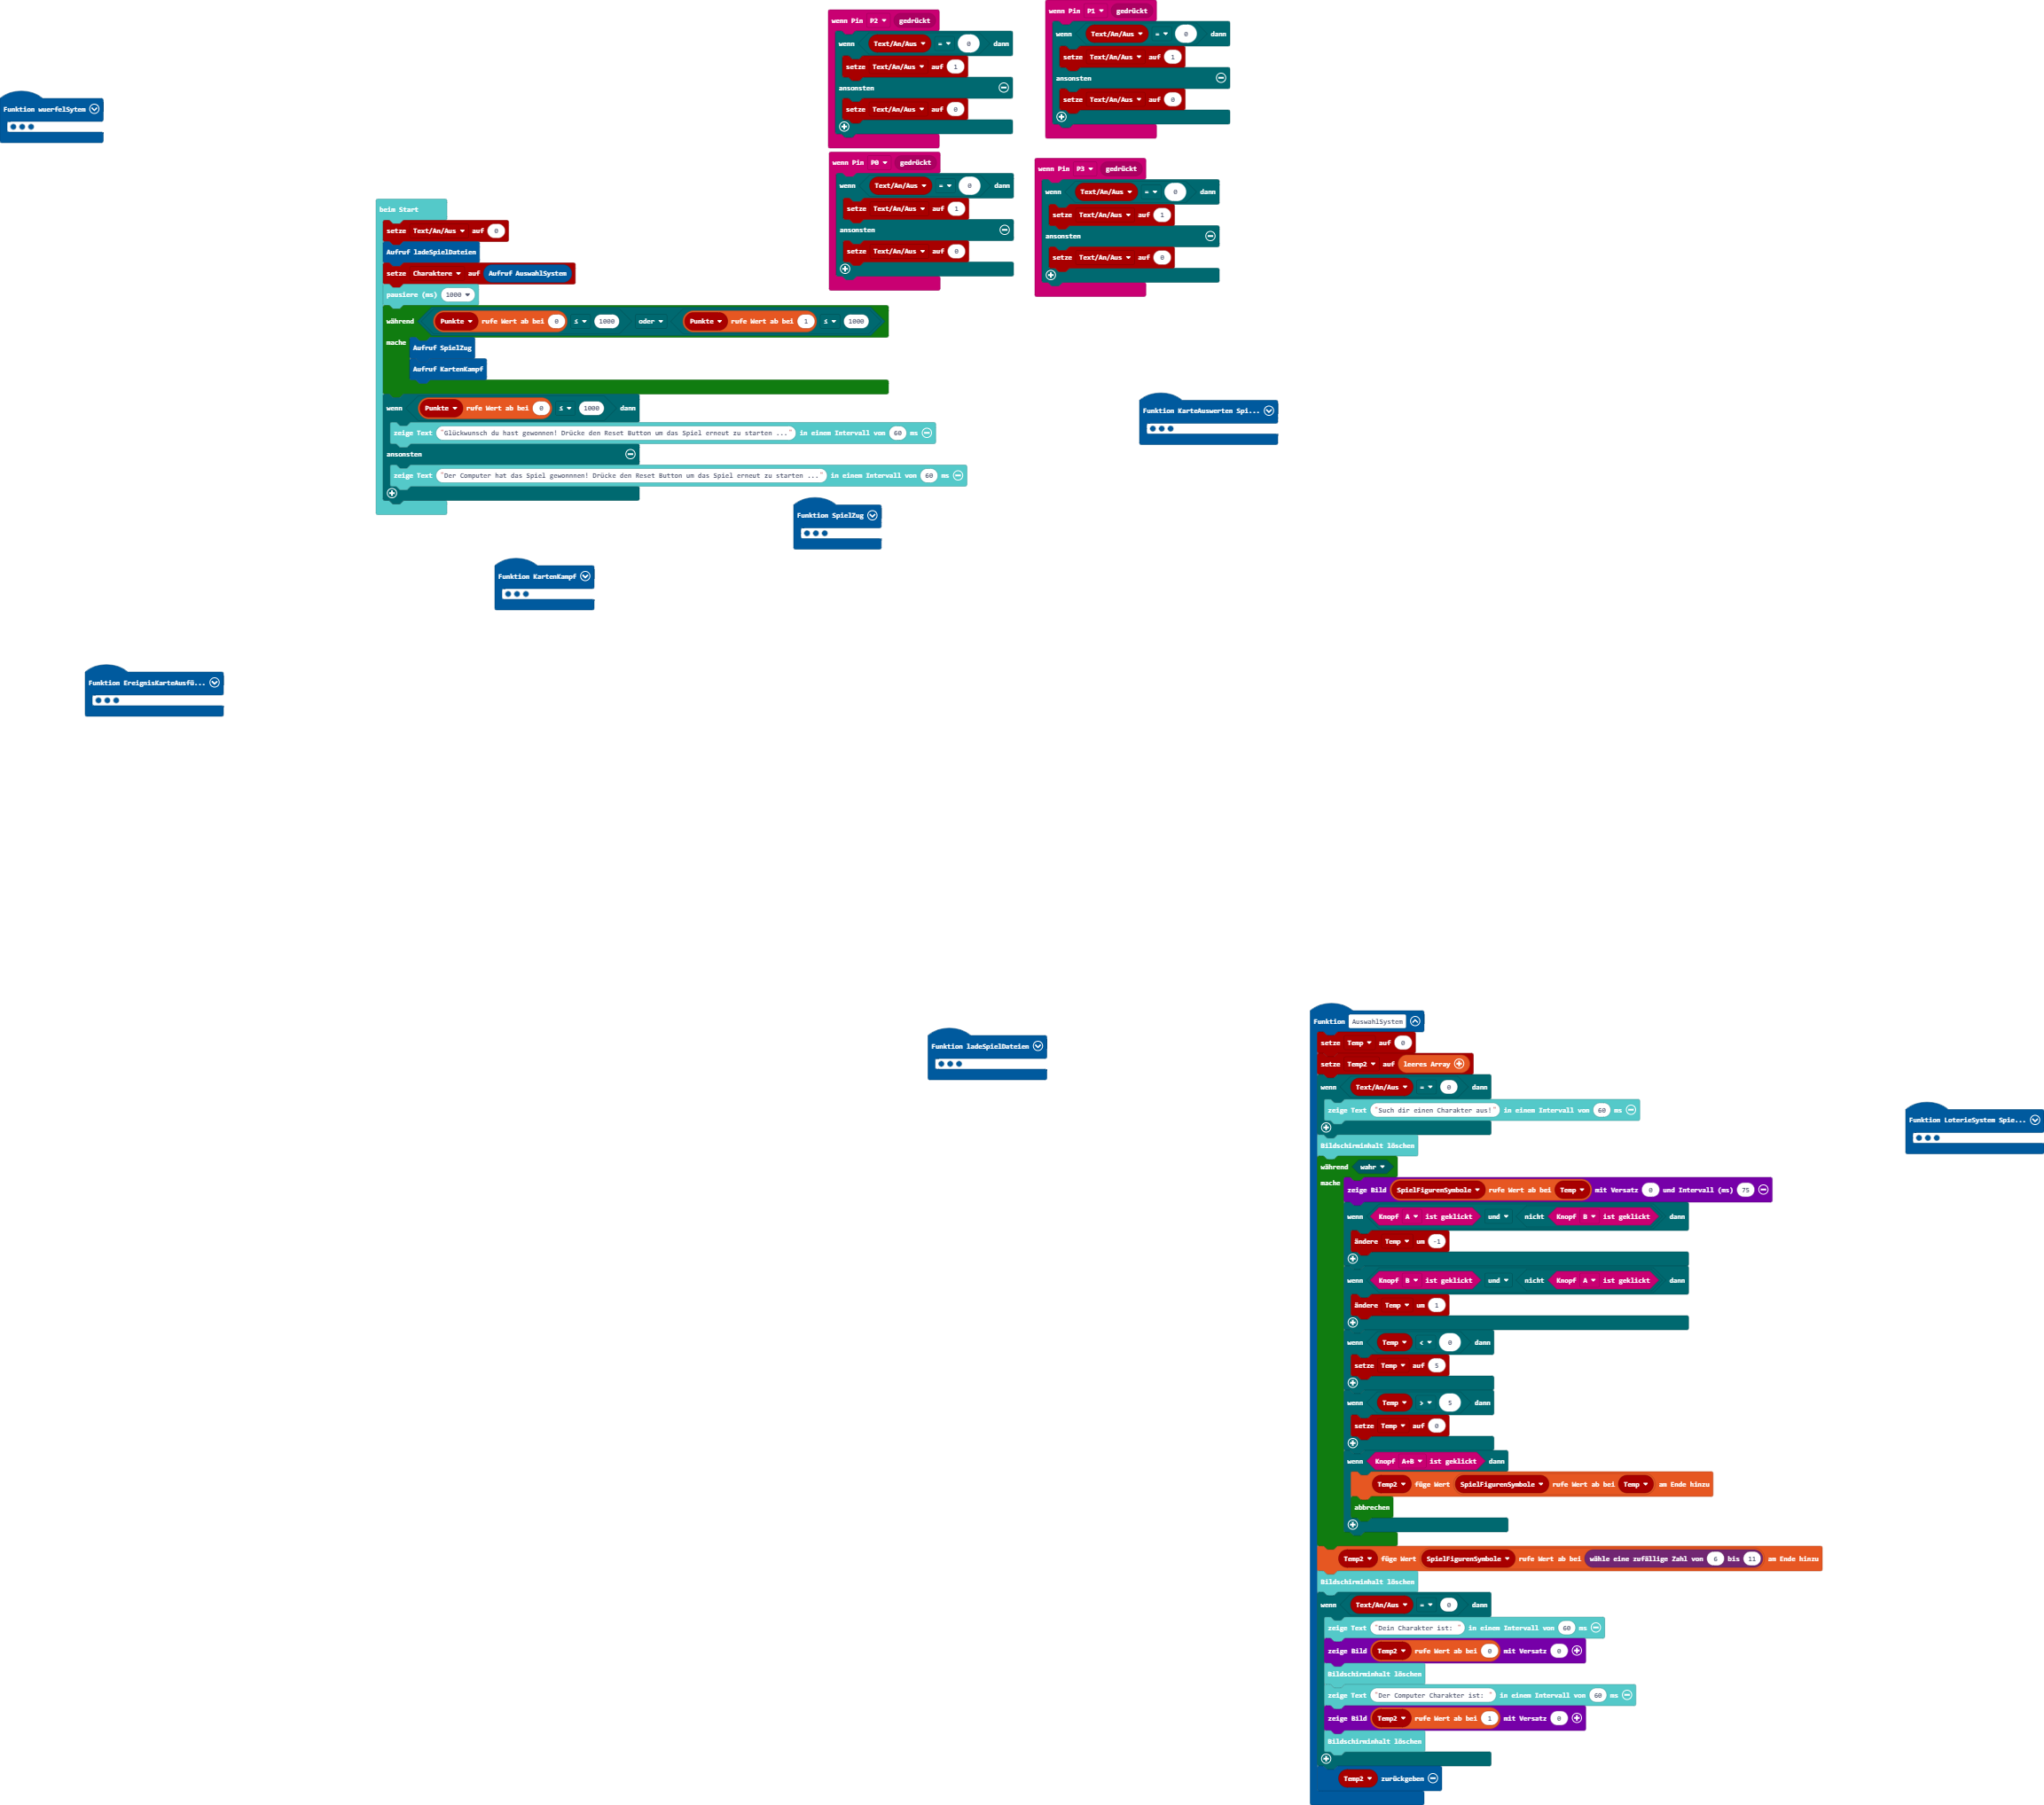 wenn Pin P2 gedrückt
wenn Text/An/Aus = 0 dann
setze Text/An/Aus auf 1
ansonsten
setze Text/An/Aus auf 0
wenn Pin P1 gedrückt
wenn Text/An/Aus = 0 dann
setze Text/An/Aus auf 1
ansonsten
setze Text/An/Aus auf 0
Funktion wuerfelSytem
wenn Pin P0 gedrückt
wenn Text/An/Aus = 0 dann
setze Text/An/Aus auf 1
ansonsten
setze Text/An/Aus auf 0
wenn Pin P3 gedrückt
wenn Text/An/Aus = 0 dann
setze Text/An/Aus auf 1
ansonsten
setze Text/An/Aus auf 0
beim Start
setze Text/An/Aus auf 0
Aufruf ladeSpielDateien
setze Charaktere auf Aufruf AuswahlSystem
pausiere (ms) 1000
während Punkte rufe Wert ab bei 0 ≤ 1000 oder Punkte rufe Wert ab bei 1 ≤ 1000
mache
Aufruf SpielZug
Aufruf KartenKampf
wenn Punkte rufe Wert ab bei 0 ≤ 1000 dann
zeige Text "Glückwunsch du hast gewonnen! Drücke den Reset Button um das Spiel erneut zu starten ..." in einem Intervall von 60 ms
ansonsten
zeige Text "Der Computer hat das Spiel gewonnnen! Drücke den Reset Button um das Spiel erneut zu starten ..." in einem Intervall von 60 ms
Funktion KarteAuswerten Spi...
Funktion SpielZug
Funktion KartenKampf
Funktion EreignisKarteAusfü...
Funktion ladeSpielDateien
Funktion AuswahlSystem
setze Temp auf 0
setze Temp2 auf leeres Array
wenn Text/An/Aus = 0 dann
zeige Text "Such dir einen Charakter aus!" in einem Intervall von 60 ms
Bildschirminhalt löschen
während wahr
mache
zeige Bild SpielFigurenSymbole rufe Wert ab bei Temp mit Versatz 0 und Intervall (ms) 75
wenn Knopf A ist geklickt und nicht Knopf B ist geklickt dann
ändere Temp um -1
wenn Knopf B ist geklickt und nicht Knopf A ist geklickt dann
ändere Temp um 1
wenn Temp < 0 dann
setze Temp auf 5
wenn Temp > 5 dann
setze Temp auf 0
wenn Knopf A+B ist geklickt dann
Temp2 füge Wert SpielFigurenSymbole rufe Wert ab bei Temp am Ende hinzu
abbrechen
Temp2 füge Wert SpielFigurenSymbole rufe Wert ab bei wähle eine zufällige Zahl von 6 bis 11 am Ende hinzu
Bildschirminhalt löschen
wenn Text/An/Aus = 0 dann
zeige Text "Dein Charakter ist: " in einem Intervall von 60 ms
zeige Bild Temp2 rufe Wert ab bei 0 mit Versatz 0
Bildschirminhalt löschen
zeige Text "Der Computer Charakter ist: " in einem Intervall von 60 ms
zeige Bild Temp2 rufe Wert ab bei 1 mit Versatz 0
Bildschirminhalt löschen
Temp2 zurückgeben
Funktion LoterieSystem Spie...